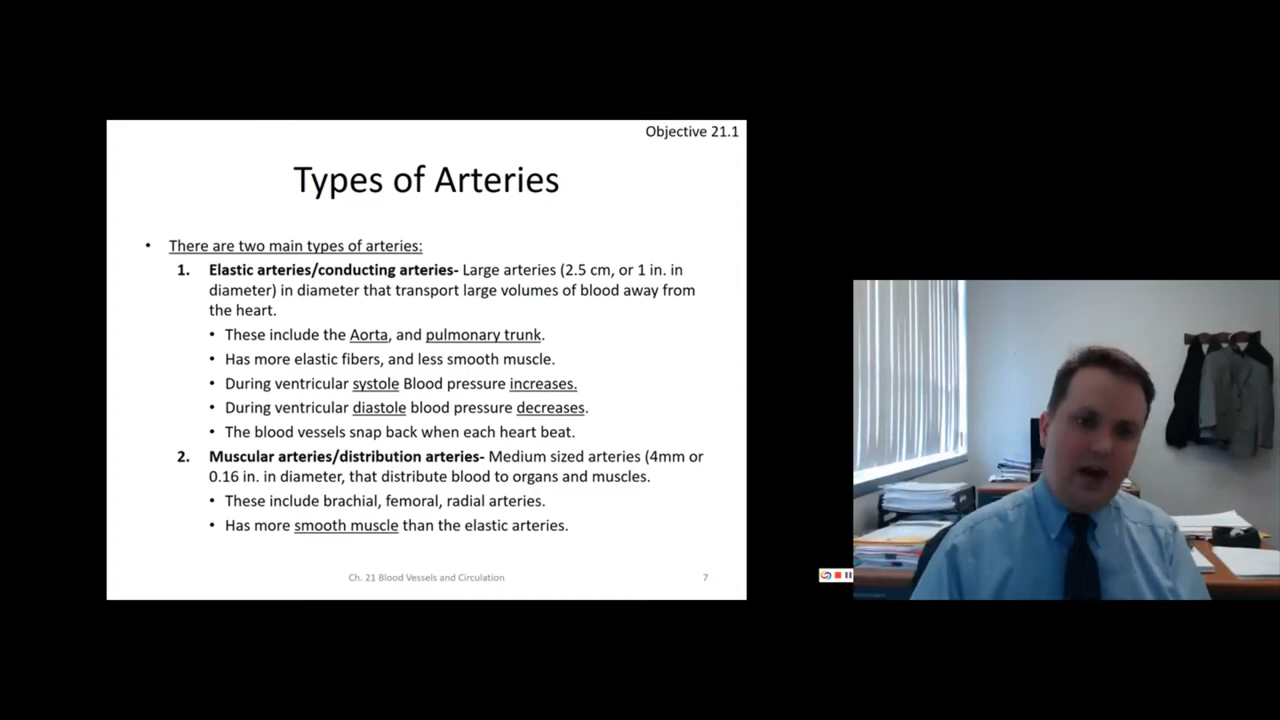 Objective 21.1
Types of Arteries
• There are two main types of arteries:
1. Elastic arteries/conducting arteries- Large arteries (2.5 cm, or 1 in. in
diameter) in diameter that transport large volumes of blood away from
the heart.
• These include the Aorta, and pulmonary trunk.
• Has more elastic fibers, and less smooth muscle.
• During ventricular systole Blood pressure increases.
• During ventricular diastole blood pressure decreases.
• The blood vessels snap back when each heart beat.
2. Muscular arteries/distribution arteries- Medium sized arteries (4mm or
0.16 in. in diameter, that distribute blood to organs and muscles.
• These include brachial, femoral, radial arteries.
• Has more smooth muscle than the elastic arteries.
Ch. 21 Blood Vessels and Circulation 7